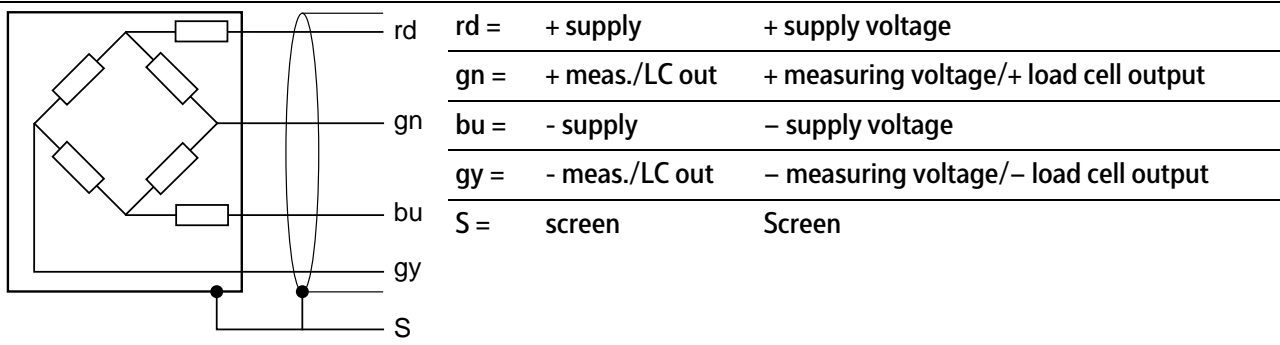 rd
gn
bu
gy
S
rd = + supply + supply voltage
gn = + meas./LC out + measuring voltage/+ load cell output
bu = - supply – supply voltage
gy = - meas./LC out – measuring voltage/– load cell output
S = screen Screen